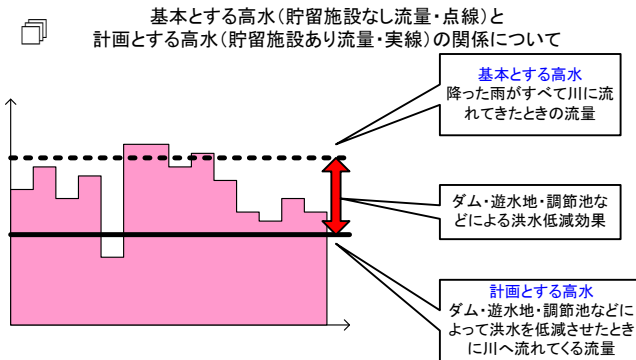 基本とする高水(貯留施設なし流量・点線)と
計画とする高水(貯留施設あり流量・実線)の関係について
基本とする高水
降った雨がすべて川に流
れてきたときの流量
ダム・遊水地・調節池な
どによる洪水低減効果
計画とする高水
ダム・遊水地・調節池などに
よって洪水を低減させたとき
に川へ流れてくる流量